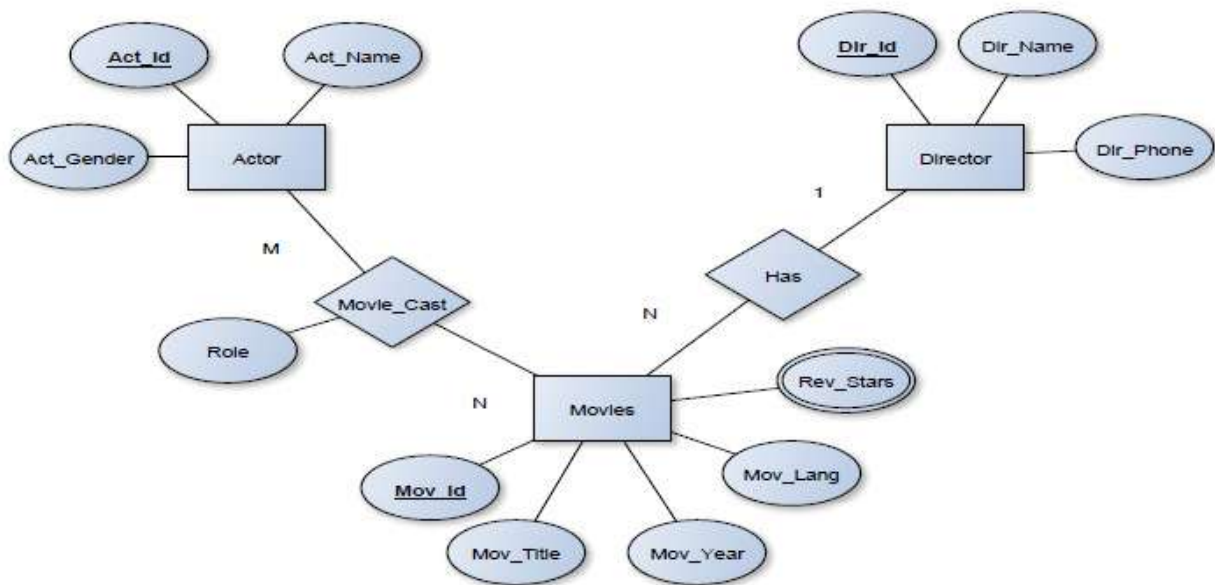 Act_Id
Act_Name
Dir_Id
Dir_Name
Act_Gender
Actor
Director
Dir_Phone
1
M
Has
Movie_Cast
N
Role
Rev_Stars
N
Movies
Mov_Lang
Mov_Id
Mov_Title
Mov_Year